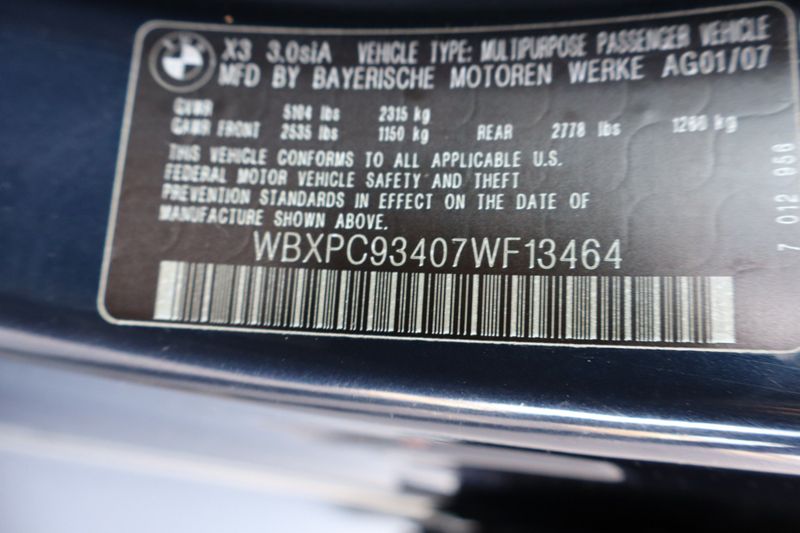 X3 3.0siA VEHICLE TYPE: MULTIPURPOSE PASSENGER VEHICLE
MFD BY BAYERISCHE MOTOREN WERKE AG01/07
GVWR 5104 lbs 2315 kg
GAWR FRONT 2535 lbs 1150 kg REAR 2778 lbs 1260 kg
THIS VEHICLE CONFORMS TO ALL APPLICABLE U.S.
FEDERAL MOTOR VEHICLE SAFETY AND THEFT
PREVENTION STANDARDS IN EFFECT ON THE DATE OF
MANUFACTURE SHOWN ABOVE.
WBXPC93407WF13464
7 012 956